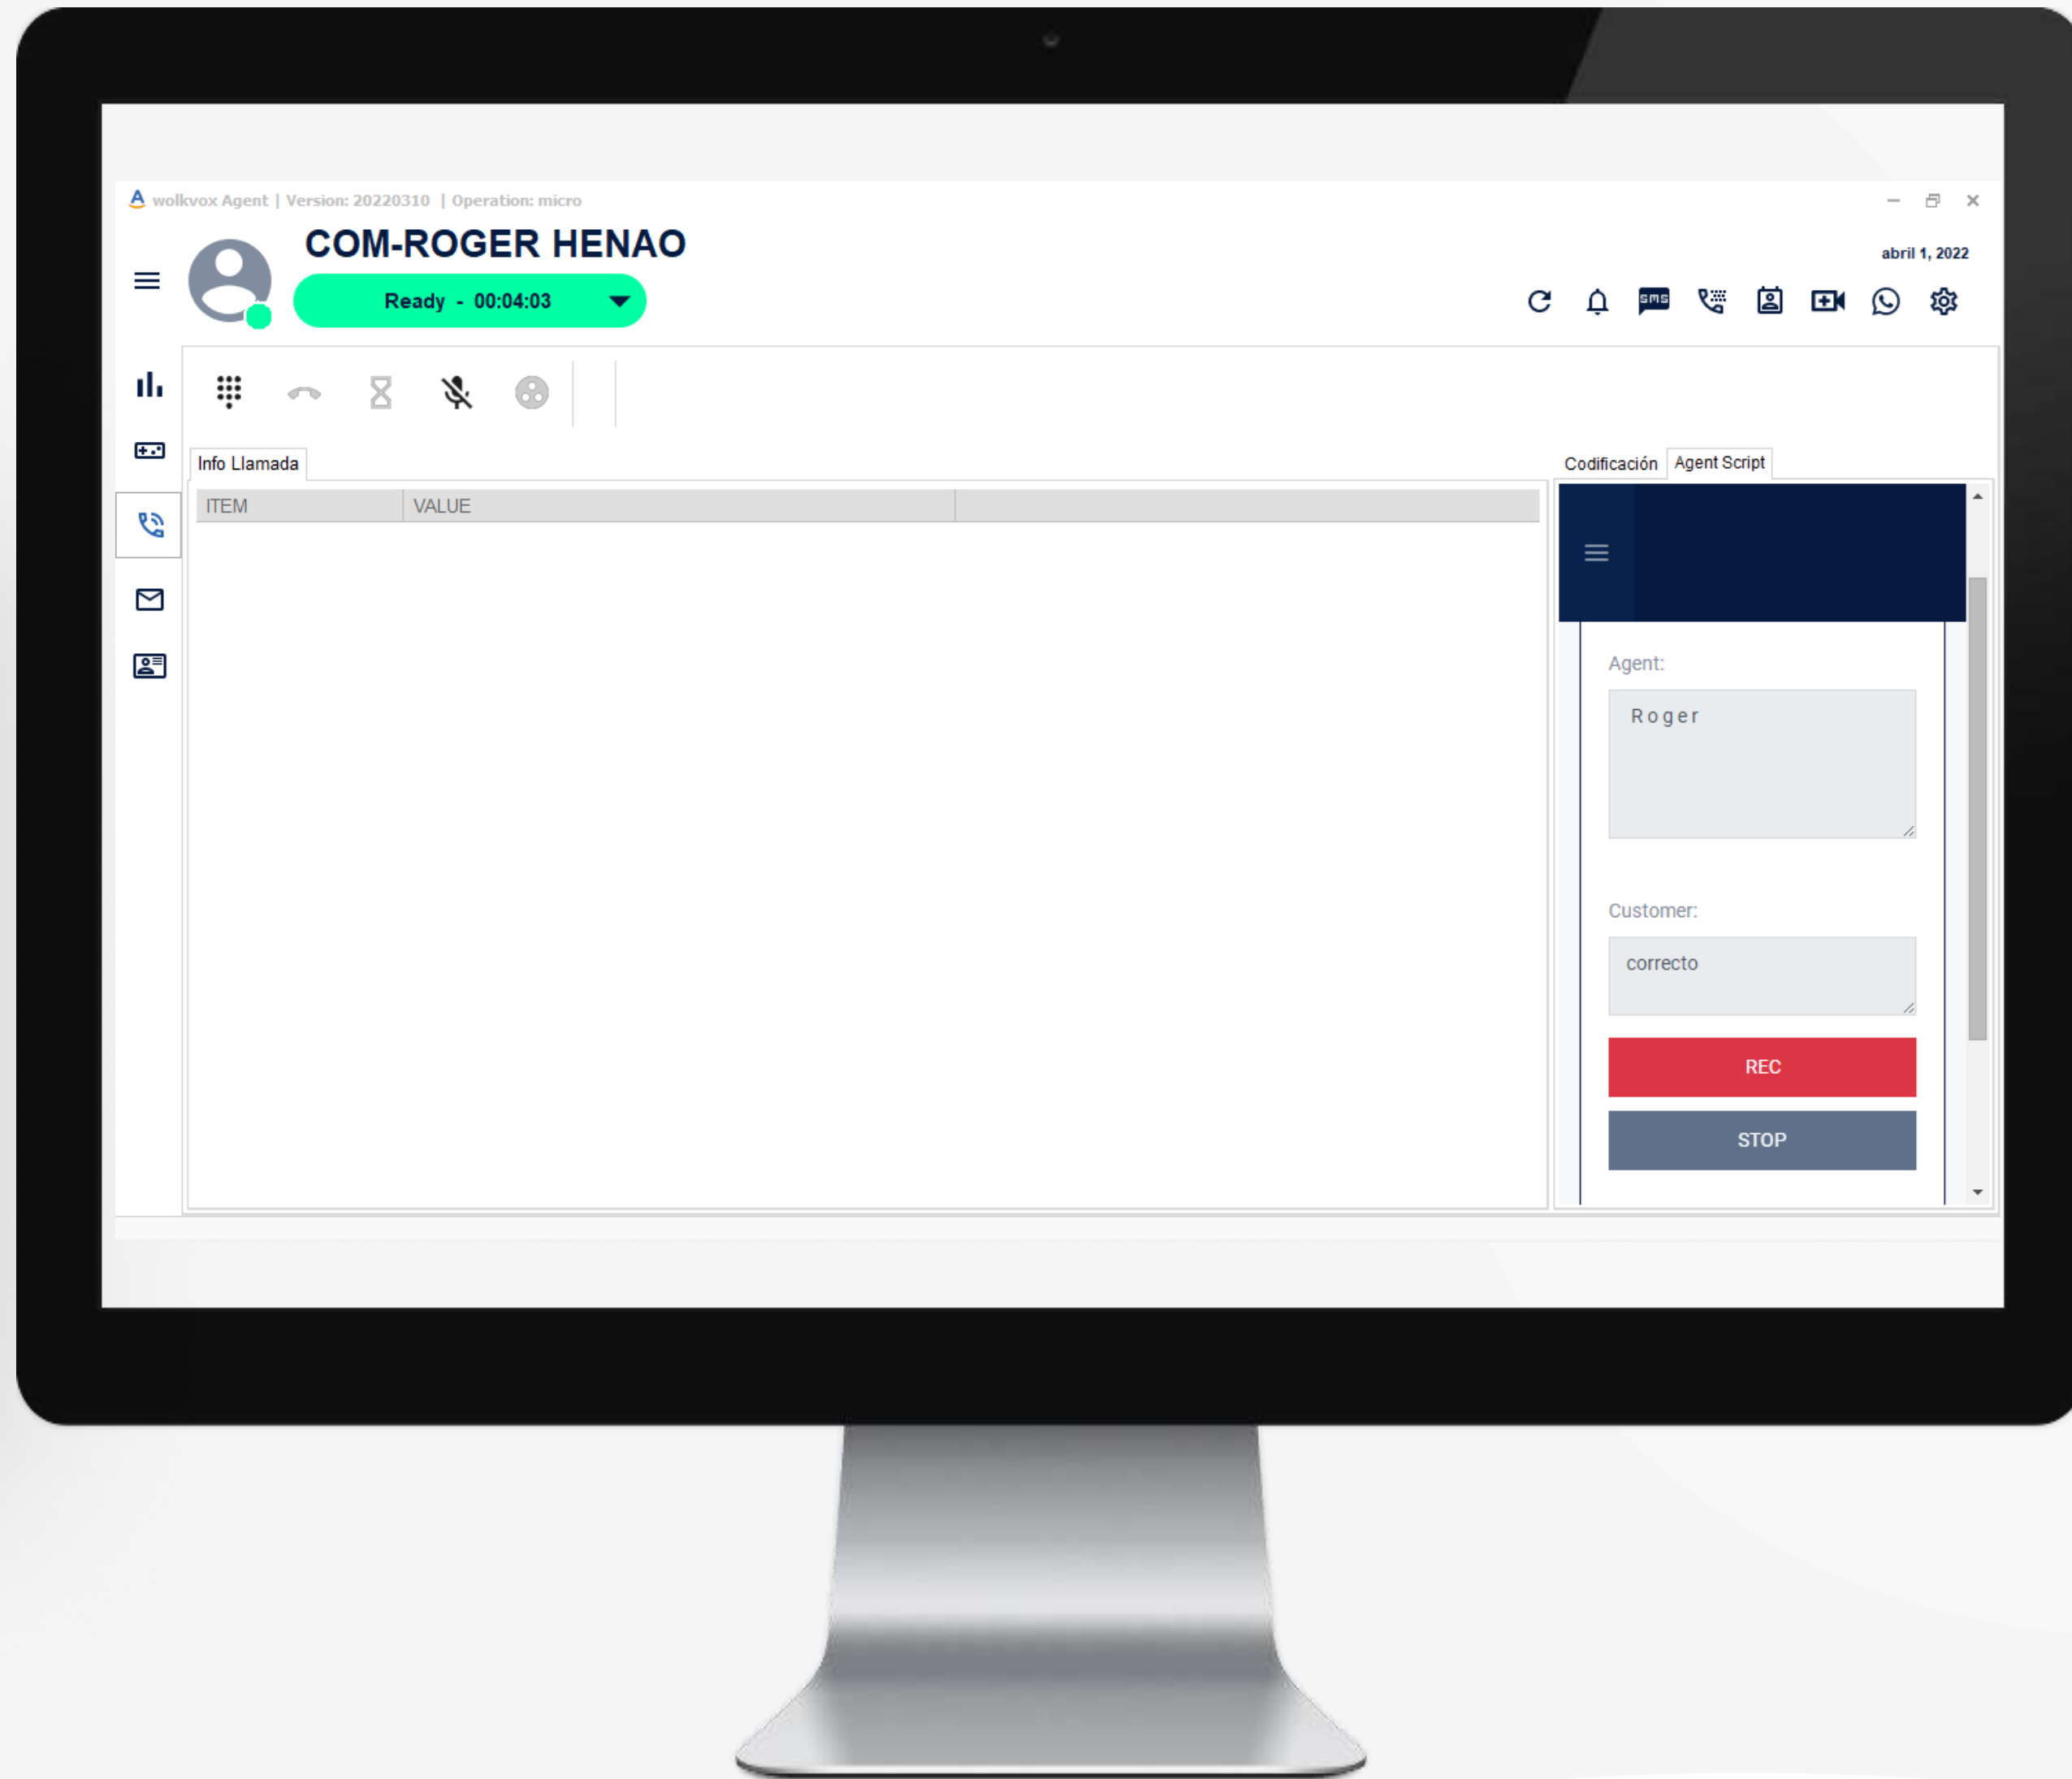 wolkvox Agent | Version: 20220310 | Operation: micro
COM-ROGER HENAO
abril 1, 2022
Ready - 00:04:03
SMS
Info Llamada
Codificación Agent Script
ITEM VALUE
Agent:
Roger
Customer:
correcto
REC
STOP